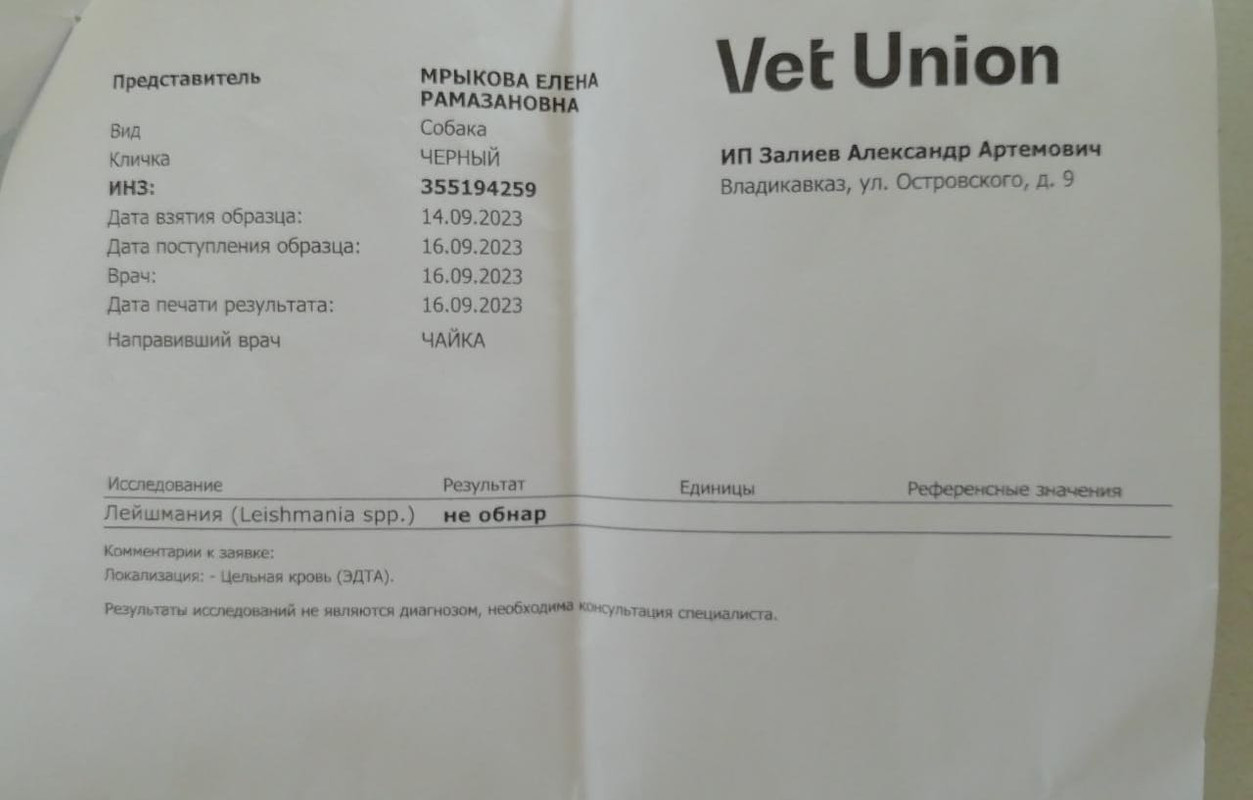 Vet Union
Представитель МРЫКОВА ЕЛЕНА
РАМАЗАНОВНА
Вид Собака
Кличка ЧЕРНЫЙ
ИНЗ: 355194259
Дата взятия образца: 14.09.2023
Дата поступления образца: 16.09.2023
Врач: 16.09.2023
Дата печати результата: 16.09.2023
Направивший врач ЧАЙКА
ИП Залиев Александр Артемович
Владикавказ, ул. Островского, д. 9
Исследование Результат Единицы Референсные значения
Лейшмания (Leishmania spp.) не обнар
Комментарии к заявке:
Локализация: - Цельная кровь (ЭДТА).
Результаты исследований не являются диагнозом, необходима консультация специалиста.